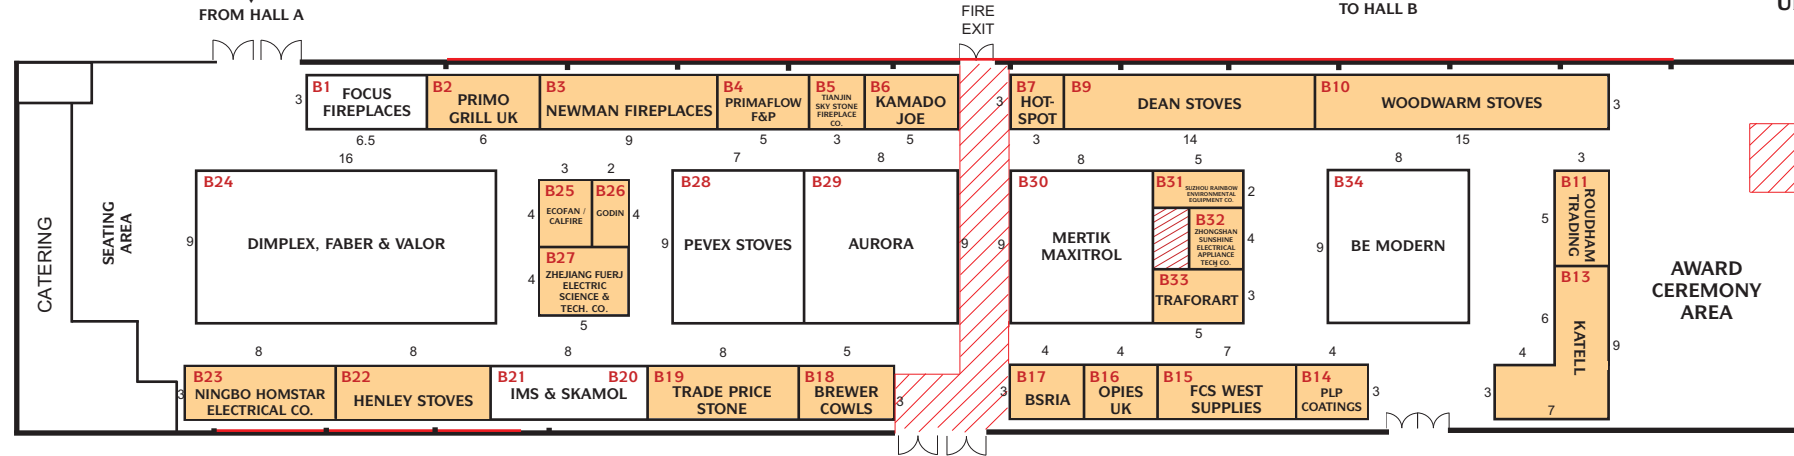 FROM HALL A
FIRE
EXIT
TO HALL B
B1
FOCUS
FIREPLACES
B2
PRIMO
GRILL UK
B3
NEWMAN FIREPLACES
B4
PRIMAFLOW
F&P
B5
TIANJIN
SKY STONE
FIREPLACE
CO.
B6
KAMADO
JOE
B7
HOT-
SPOT
B9
DEAN STOVES
B10
WOODWARM STOVES
3
3
3
6.5
6
9
5
3
5
3
14
15
16
3
2
7
8
8
5
8
3
CATERING
SEATING
AREA
B24
DIMPLEX, FABER & VALOR
9
B25
ECOFAN /
CALFIRE
4
B26
GODIN
4
B27
ZHEJIANG FUERJ
ELECTRIC
SCIENCE &
TECH. CO.
4
5
B28
PEVEX STOVES
9
B29
AURORA
9
B30
MERTIK
MAXITROL
9
B31
SUZHOU RAINBOW
ENVIRONMENTAL
EQUIPMENT CO.
2
B32
ZHONGSHAN
SUNSHINE
ELECTRICAL
APPLIANCE
TECH CO.
4
B33
TRAFORART
3
5
B34
BE MODERN
9
B11
ROUDHAM
TRADING
5
B13
KATELL
6
9
4
3
7
AWARD
CEREMONY
AREA
8
8
8
8
5
4
4
7
4
B23
NINGBO HOMSTAR
ELECTRICAL CO.
3
B22
HENLEY STOVES
B21
B20
IMS & SKAMOL
B19
TRADE PRICE
STONE
B18
BREWER
COWLS
3
B17
BSRIA
3
B16
OPIES
UK
B15
FCS WEST
SUPPLIES
B14
PLP
COATINGS
3